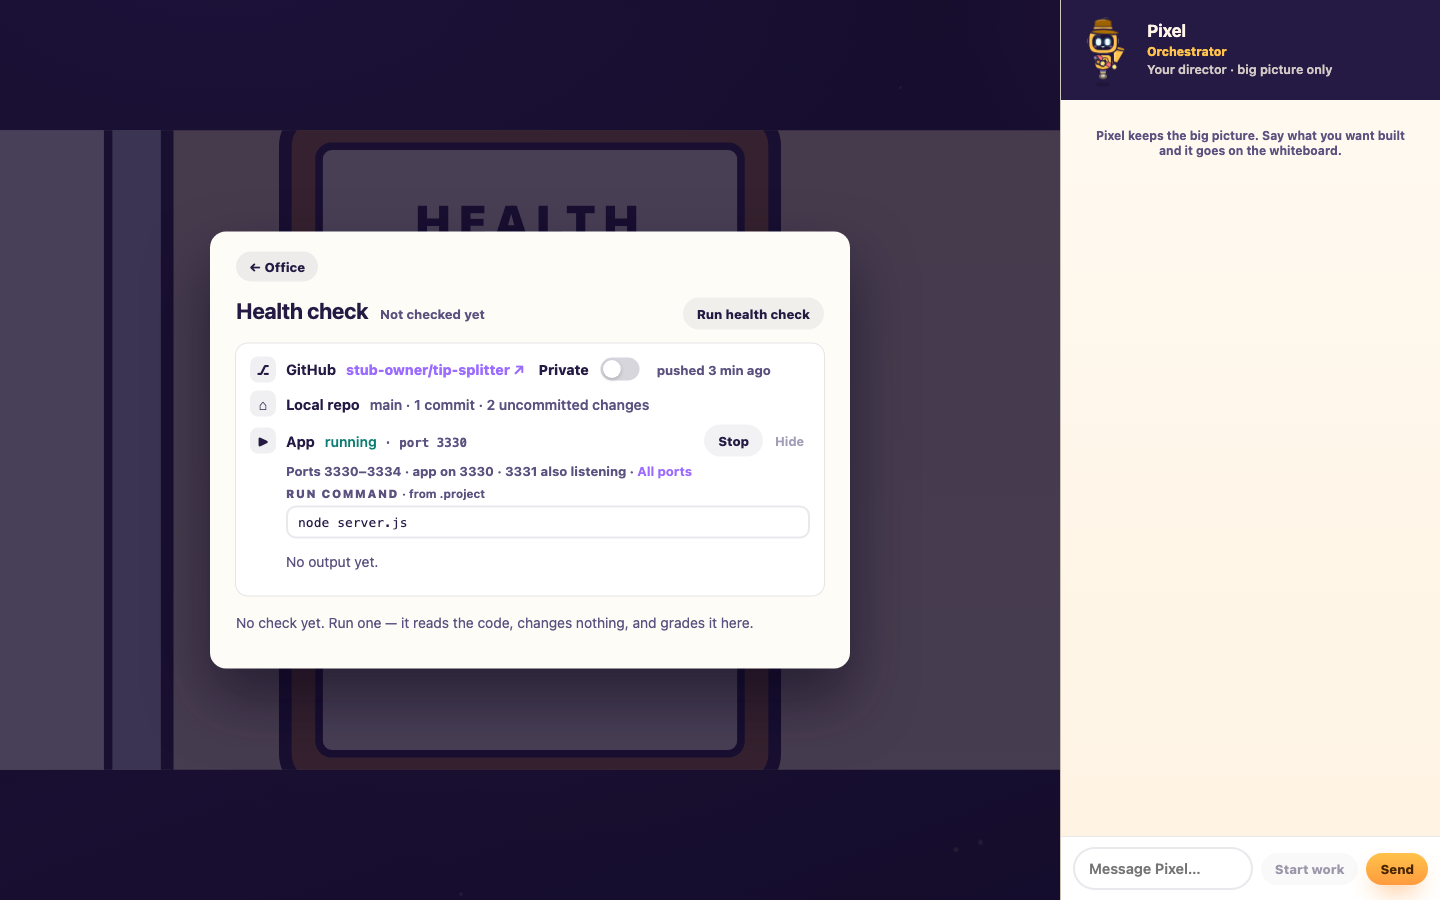 HEALTH
← Office
Health check Not checked yet Run health check
GitHub stub-owner/tip-splitter ↗ Private pushed 3 min ago
Local repo main · 1 commit · 2 uncommitted changes
App running · port 3330 Stop Hide
Ports 3330–3334 · app on 3330 · 3331 also listening · All ports
RUN COMMAND · from .project
node server.js
No output yet.
No check yet. Run one — it reads the code, changes nothing, and grades it here.
Pixel
Orchestrator
Your director · big picture only
Pixel keeps the big picture. Say what you want built
and it goes on the whiteboard.
Message Pixel... Start work Send